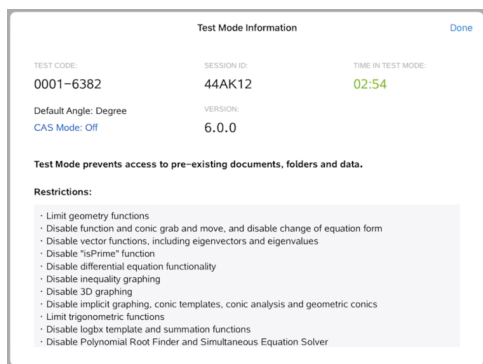 Test Mode Information Done
TEST CODE: SESSION ID: TIME IN TEST MODE:
0001-6382 44AK12 02:54
Default Angle: Degree VERSION:
CAS Mode: Off 6.0.0
Test Mode prevents access to pre-existing documents, folders and data.
Restrictions:
· Limit geometry functions
· Disable function and conic grab and move, and disable change of equation form
· Disable vector functions, including eigenvectors and eigenvalues
· Disable "isPrime" function
· Disable differential equation functionality
· Disable inequality graphing
· Disable 3D graphing
· Disable implicit graphing, conic templates, conic analysis and geometric conics
· Limit trigonometric functions
· Disable logbx template and summation functions
· Disable Polynomial Root Finder and Simultaneous Equation Solver